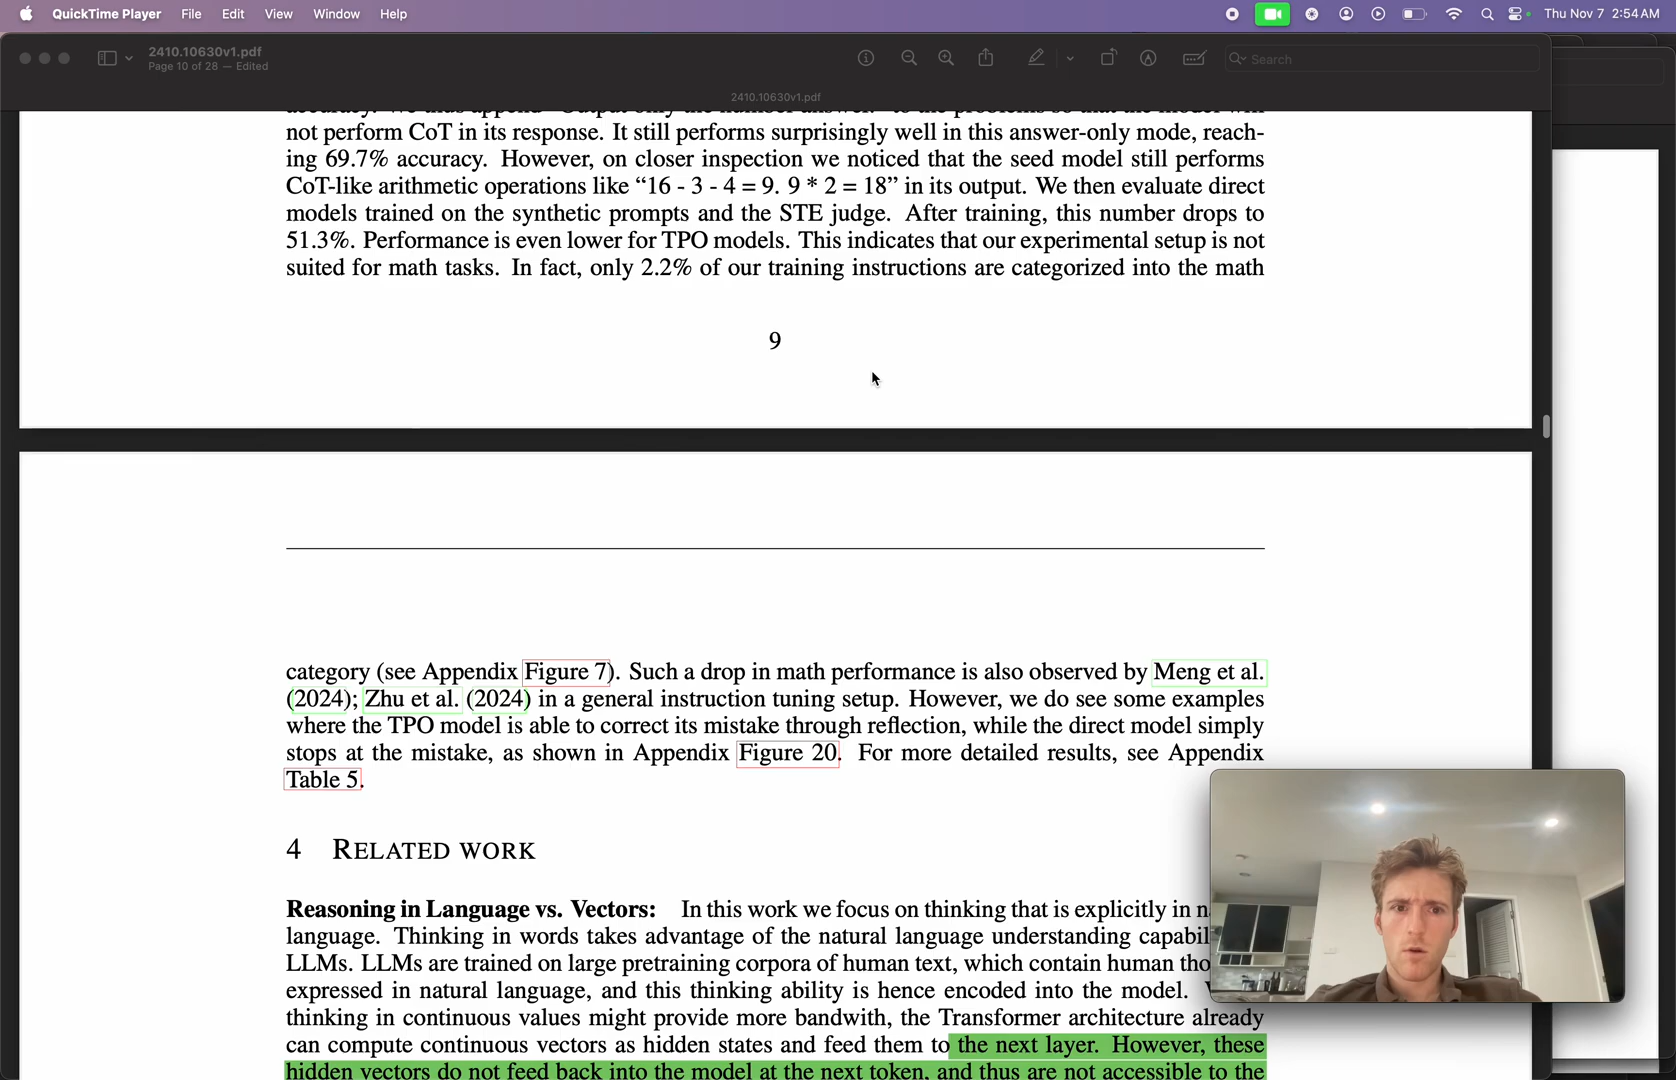 QuickTime Player File Edit View Window Help Thu Nov 7 2:54 AM
2410.10630v1.pdf
Page 10 of 28 — Edited
Search
2410.10630v1.pdf
not perform CoT in its response. It still performs surprisingly well in this answer-only mode, reach-
ing 69.7% accuracy. However, on closer inspection we noticed that the seed model still performs
CoT-like arithmetic operations like “16 - 3 - 4 = 9. 9 * 2 = 18” in its output. We then evaluate direct
models trained on the synthetic prompts and the STE judge. After training, this number drops to
51.3%. Performance is even lower for TPO models. This indicates that our experimental setup is not
suited for math tasks. In fact, only 2.2% of our training instructions are categorized into the math
9
category (see Appendix Figure 7). Such a drop in math performance is also observed by Meng et al.
(2024); Zhu et al. (2024) in a general instruction tuning setup. However, we do see some examples
where the TPO model is able to correct its mistake through reflection, while the direct model simply
stops at the mistake, as shown in Appendix Figure 20. For more detailed results, see Appendix
Table 5.
4 RELATED WORK
Reasoning in Language vs. Vectors: In this work we focus on thinking that is explicitly in
language. Thinking in words takes advantage of the natural language understanding
LLMs. LLMs are trained on large pretraining corpora of human text, which contain human
expressed in natural language, and this thinking ability is hence encoded into the model.
thinking in continuous values might provide more bandwith, the Transformer architecture already
can compute continuous vectors as hidden states and feed them to the next layer. However, these
hidden vectors do not feed back into the model at the next token, and thus are not accessible to the